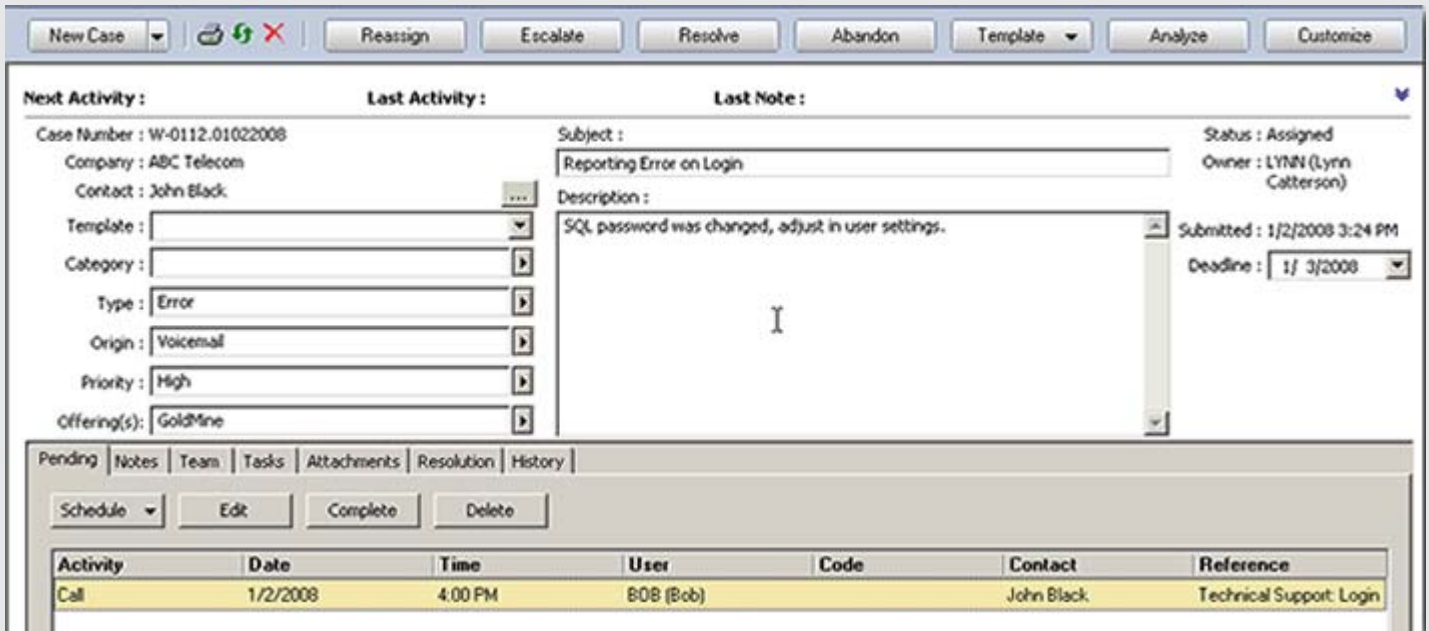 New Case Reassign Escalate Resolve Abandon Template Analyze Customize
Next Activity : Last Activity : Last Note :
Case Number : W-0112.01022008
Company : ABC Telecom
Contact : John Black ...
Template :
Category :
Type : Error
Origin : Voicemail
Priority : High
Offering(s): GoldMine
Subject :
Reporting Error on Login
Description :
SQL password was changed, adjust in user settings.
Status : Assigned
Owner : LYNN (Lynn
Catterson)
Submitted : 1/2/2008 3:24 PM
Deadline : 1/ 3/2008
Pending Notes Team Tasks Attachments Resolution History
Schedule Edit Complete Delete
Activity Date Time User Code Contact Reference
Call 1/2/2008 4:00 PM BOB (Bob) John Black Technical Support: Login